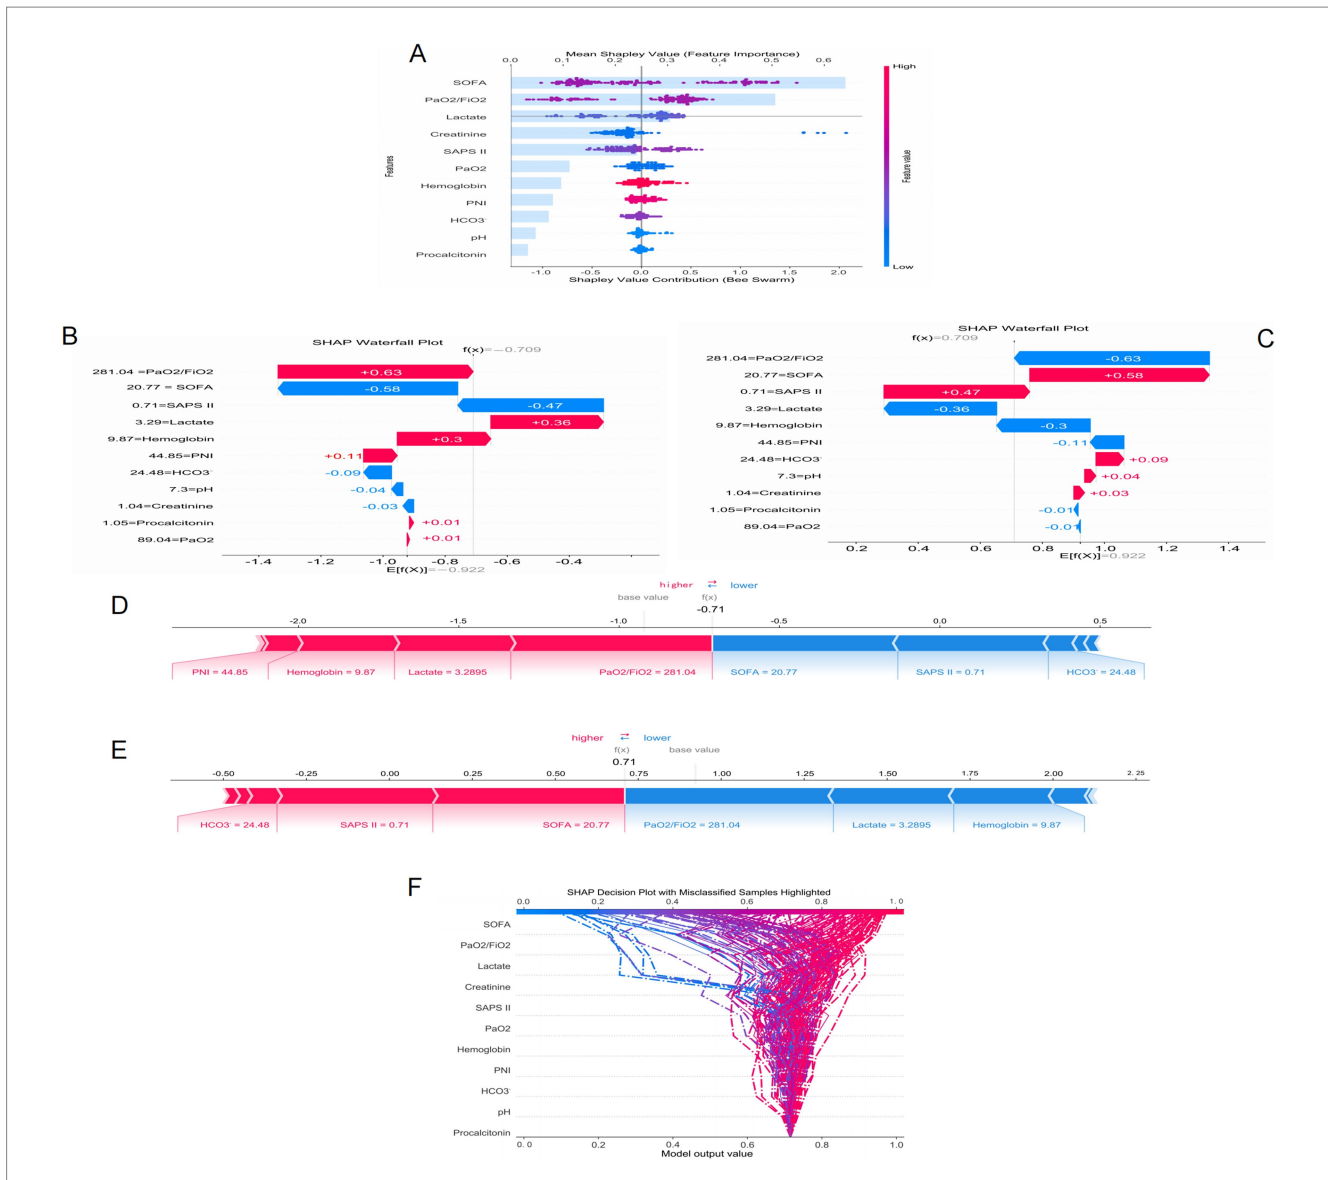 A
Mean Shapley Value (Feature Importance)
0.0 0.1 0.2 0.3 0.4 0.5 0.6
High
SOFA
PaO2/FiO2
Lactate
Creatinine
SAPS II
PaO2
Hemoglobin
PNI
HCO3⁻
pH
Procalcitonin
Features
Feature value
Low
-1.0 -0.5 0.0 0.5 1.0 1.5 2.0
Shapley Value Contribution (Bee Swarm)
B
SHAP Waterfall Plot
f(x)=−0.709
281.04 =PaO2/FiO2 +0.63
20.77 = SOFA -0.58
0.71=SAPS II -0.47
3.29=Lactate +0.36
9.87=Hemoglobin +0.3
44.85=PNI +0.11
24.48=HCO3⁻ -0.09
7.3=pH -0.04
1.04=Creatinine -0.03
1.05=Procalcitonin +0.01
89.04=PaO2 +0.01
-1.4 -1.2 -1.0 -0.8 -0.6 -0.4
E[f(X)]=−0.922
C
SHAP Waterfall Plot
f(x)=0.709
281.04=PaO2/FiO2 -0.63
20.77=SOFA +0.58
0.71=SAPS II +0.47
3.29=Lactate -0.36
9.87=Hemoglobin -0.3
44.85=PNI -0.11
24.48=HCO3⁻ +0.09
7.3=pH +0.04
1.04=Creatinine +0.03
1.05=Procalcitonin -0.01
89.04=PaO2 -0.01
0.2 0.4 0.6 0.8 1.0 1.2 1.4
E[f(X)]=0.922
D
higher lower
base value f(x)
-0.71
-2.0 -1.5 -1.0 -0.5 0.0 0.5
PNI = 44.85 Hemoglobin = 9.87 Lactate = 3.2895 PaO2/FiO2 = 281.04 SOFA = 20.77 SAPS II = 0.71 HCO3⁻ = 24.48
E
higher lower
f(x) base value
0.71
-0.50 -0.25 0.00 0.25 0.50 0.75 1.00 1.25 1.50 1.75 2.00 2.25
HCO3⁻ = 24.48 SAPS II = 0.71 SOFA = 20.77 PaO2/FiO2 = 281.04 Lactate = 3.2895 Hemoglobin = 9.87
F
SHAP Decision Plot with Misclassified Samples Highlighted
0.0 0.2 0.4 0.6 0.8 1.0
SOFA
PaO2/FiO2
Lactate
Creatinine
SAPS II
PaO2
Hemoglobin
PNI
HCO3⁻
pH
Procalcitonin
0.0 0.2 0.4 0.6 0.8 1.0
Model output value